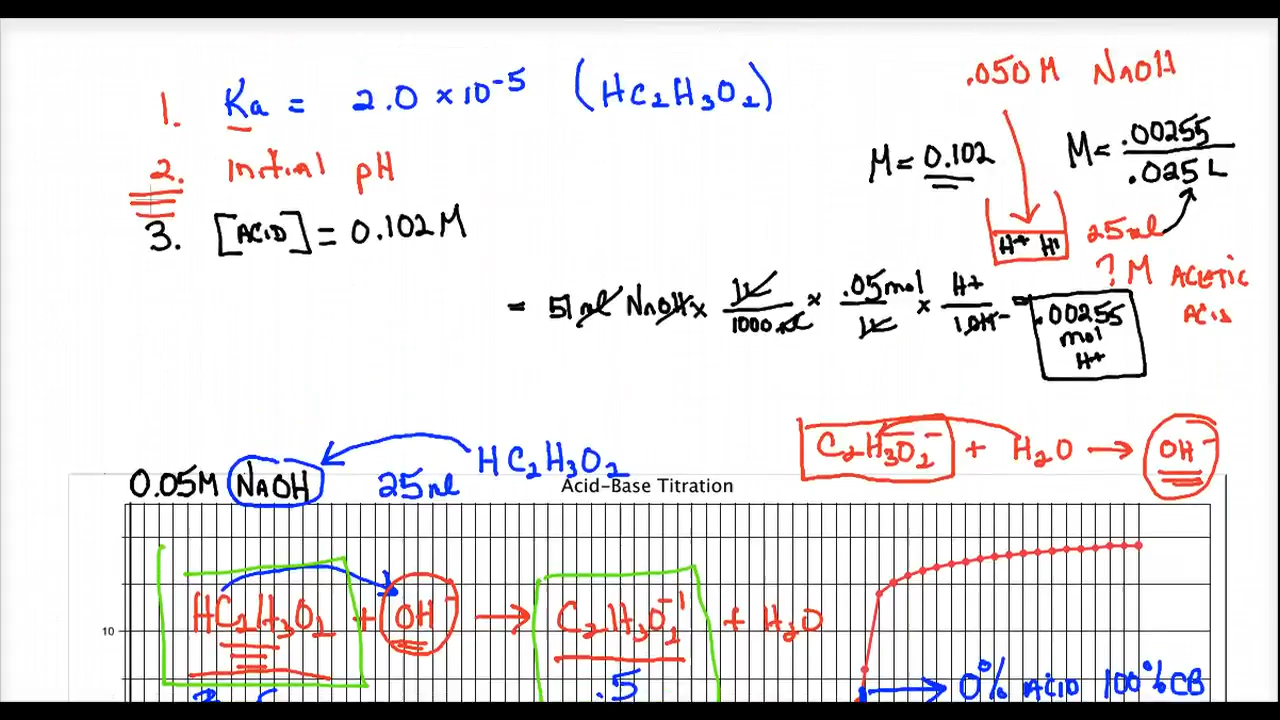 .050 M NaOH
1. Ka = 2.0 × 10⁻⁵ (HC₂H₃O₂)
M = 0.102
M = .00255 / .025 L
2. Initial pH
3. [ACID] = 0.102 M
H+ H+
25ml
? M ACETIC ACID
= 51 ml NaOH × 1L / 1000 mL × .05 mol / 1L × H+ / 1 OH- = .00255 mol H+
C₂H₃O₂⁻ + H₂O → OH⁻
0.05M NaOH
25 ml
HC₂H₃O₂
Acid-Base Titration
HC₂H₃O₂ + OH⁻ → C₂H₃O₂⁻¹ + H₂O
10
.5
0% ACID 100% CB